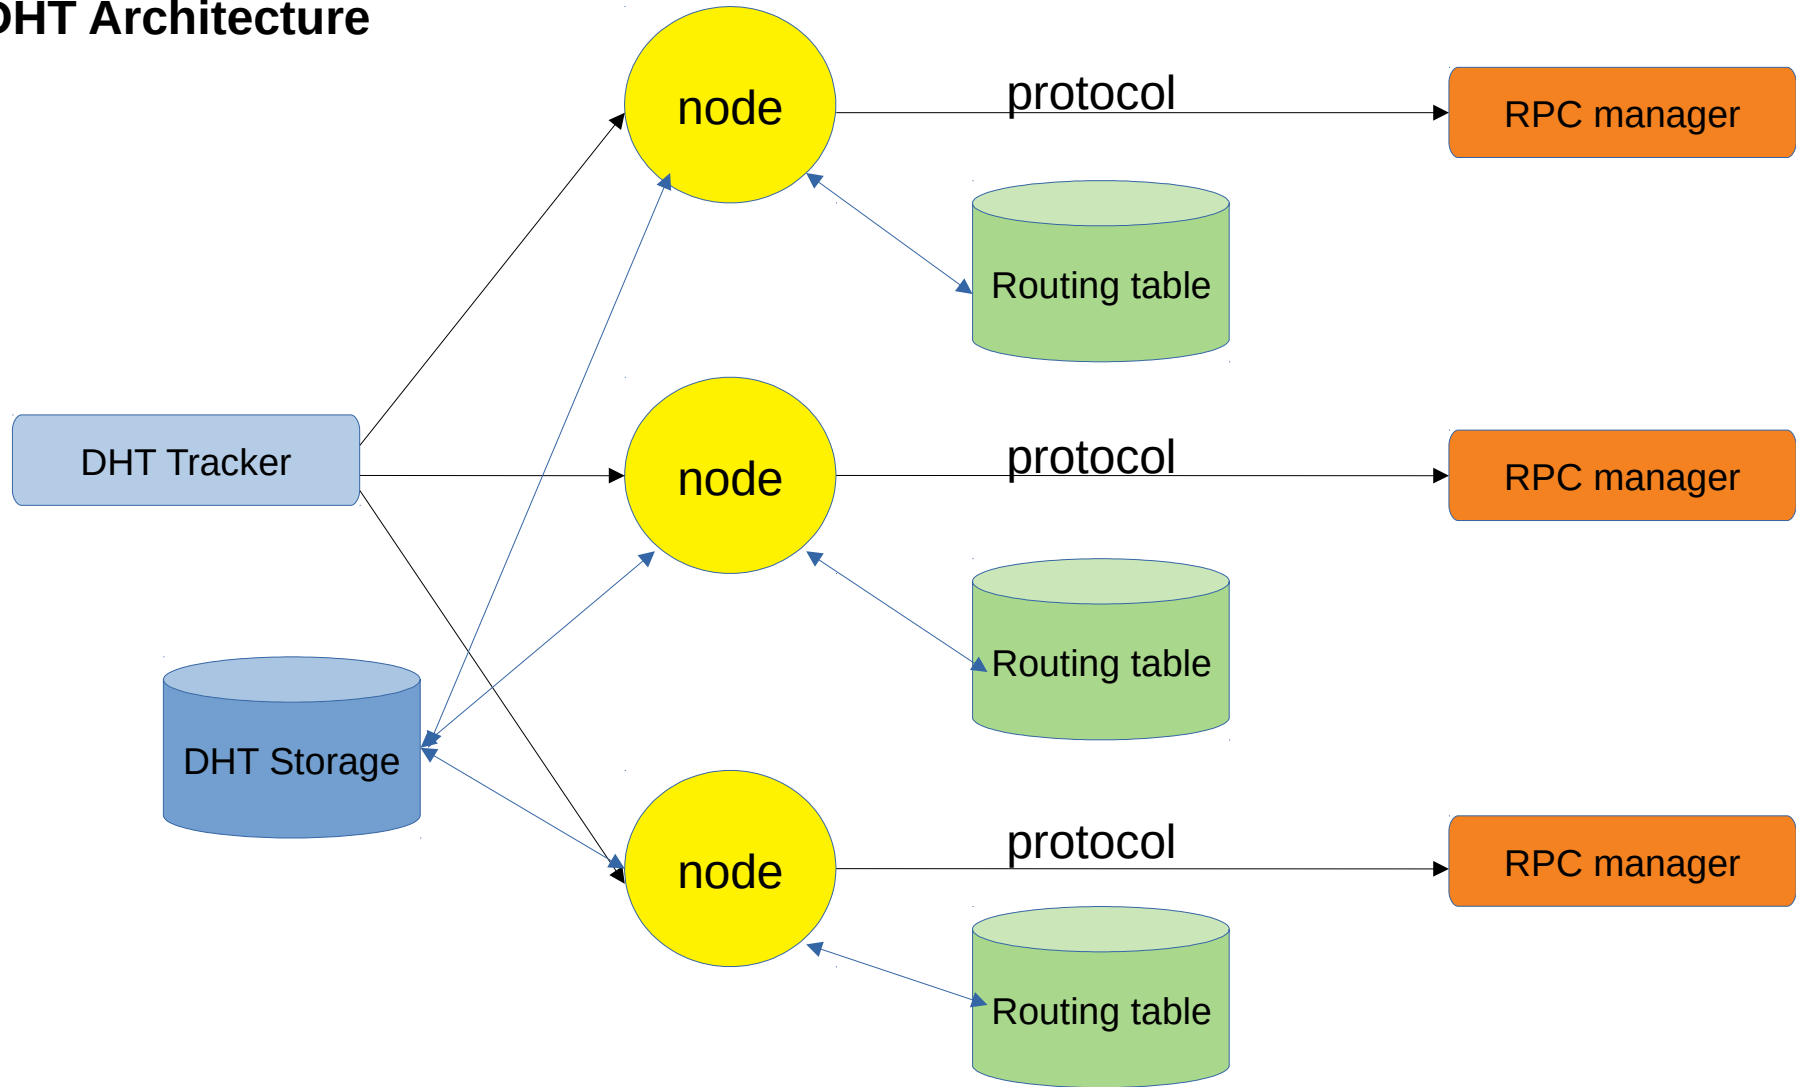 DHT Architecture
node
protocol
RPC manager
Routing table
DHT Tracker
node
protocol
RPC manager
Routing table
DHT Storage
node
protocol
RPC manager
Routing table